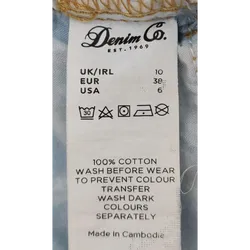 Denim Co.
EST. 1969
UK/IRL 10
EUR 38
USA 6
30
100% COTTON
WASH BEFORE WEAR
TO PREVENT COLOUR
TRANSFER
WASH DARK
COLOURS
SEPARATELY
Made in Cambodia